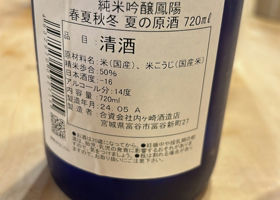 純米吟醸鳳陽
春夏秋冬 夏の原酒 720mℓ
品目 清酒
米(国産)、米こうじ(国産米)
精米歩合:50%
日本酒度:-16
アルコール分:14度
内容量:720ml
製造年月:24.05 A
製造者:合資会社内ヶ崎酒造店
宮城県富谷市富谷新町27